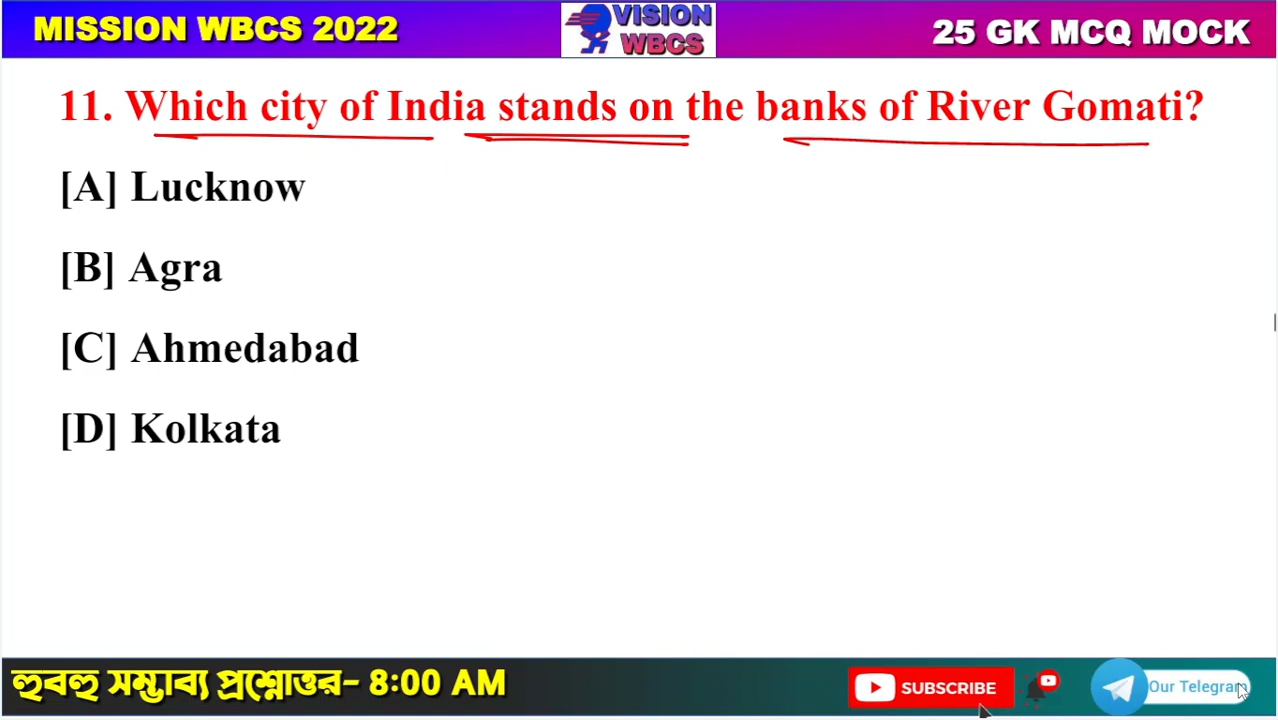 MISSION WBCS 2022
VISION
WBCS
25 GK MCQ MOCK
11. Which city of India stands on the banks of River Gomati?
[A] Lucknow
[B] Agra
[C] Ahmedabad
[D] Kolkata
হুবহু সম্ভাব্য প্রশ্নোত্তর- 8:00 AM
SUBSCRIBE
Our Telegram